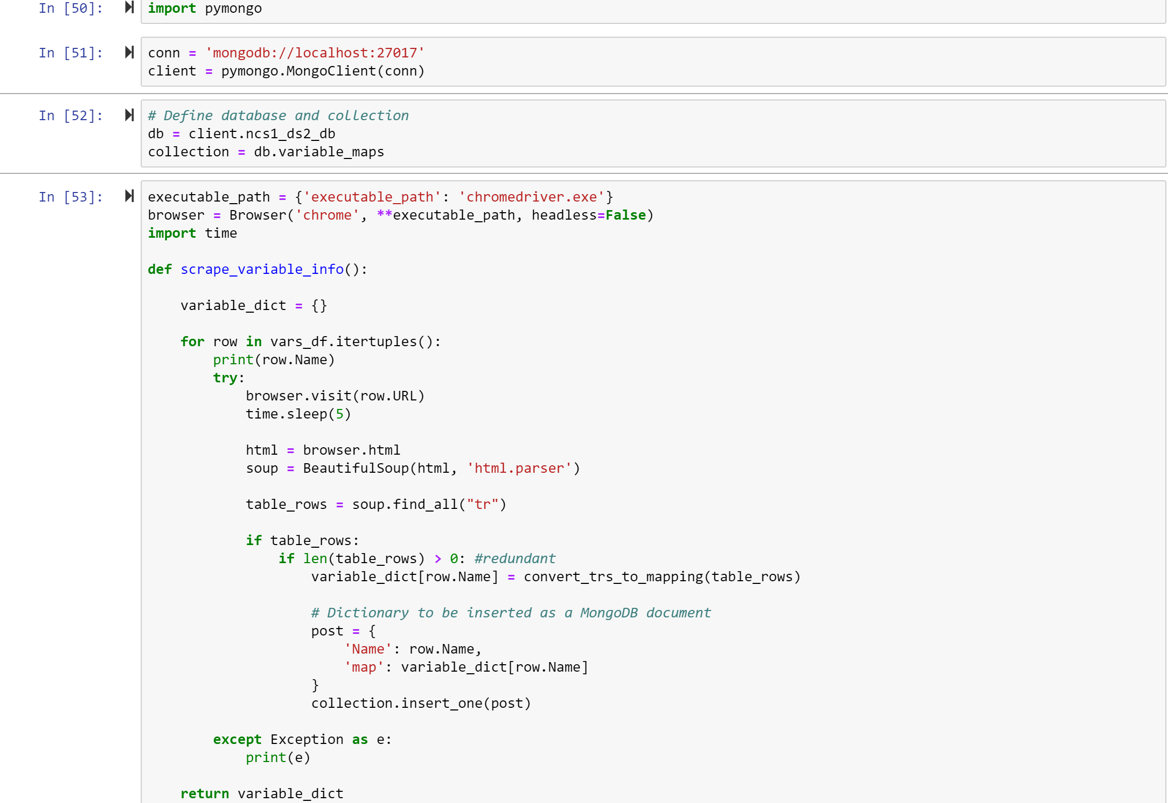 In [50]: import pymongo
In [51]: conn = 'mongodb://localhost:27017'
client = pymongo.MongoClient(conn)
In [52]: # Define database and collection
db = client.ncs1_ds2_db
collection = db.variable_maps
In [53]: executable_path = {'executable_path': 'chromedriver.exe'}
browser = Browser('chrome', **executable_path, headless=False)
import time
def scrape_variable_info():
    variable_dict = {}
    for row in vars_df.itertuples():
        print(row.Name)
        try:
            browser.visit(row.URL)
            time.sleep(5)
            html = browser.html
            soup = BeautifulSoup(html, 'html.parser')
            table_rows = soup.find_all("tr")
            if table_rows:
                if len(table_rows) > 0: #redundant
                    variable_dict[row.Name] = convert_trs_to_mapping(table_rows)
                    # Dictionary to be inserted as a MongoDB document
                    post = {
                        'Name': row.Name,
                        'map': variable_dict[row.Name]
                    }
                    collection.insert_one(post)
        except Exception as e:
            print(e)
    return variable_dict